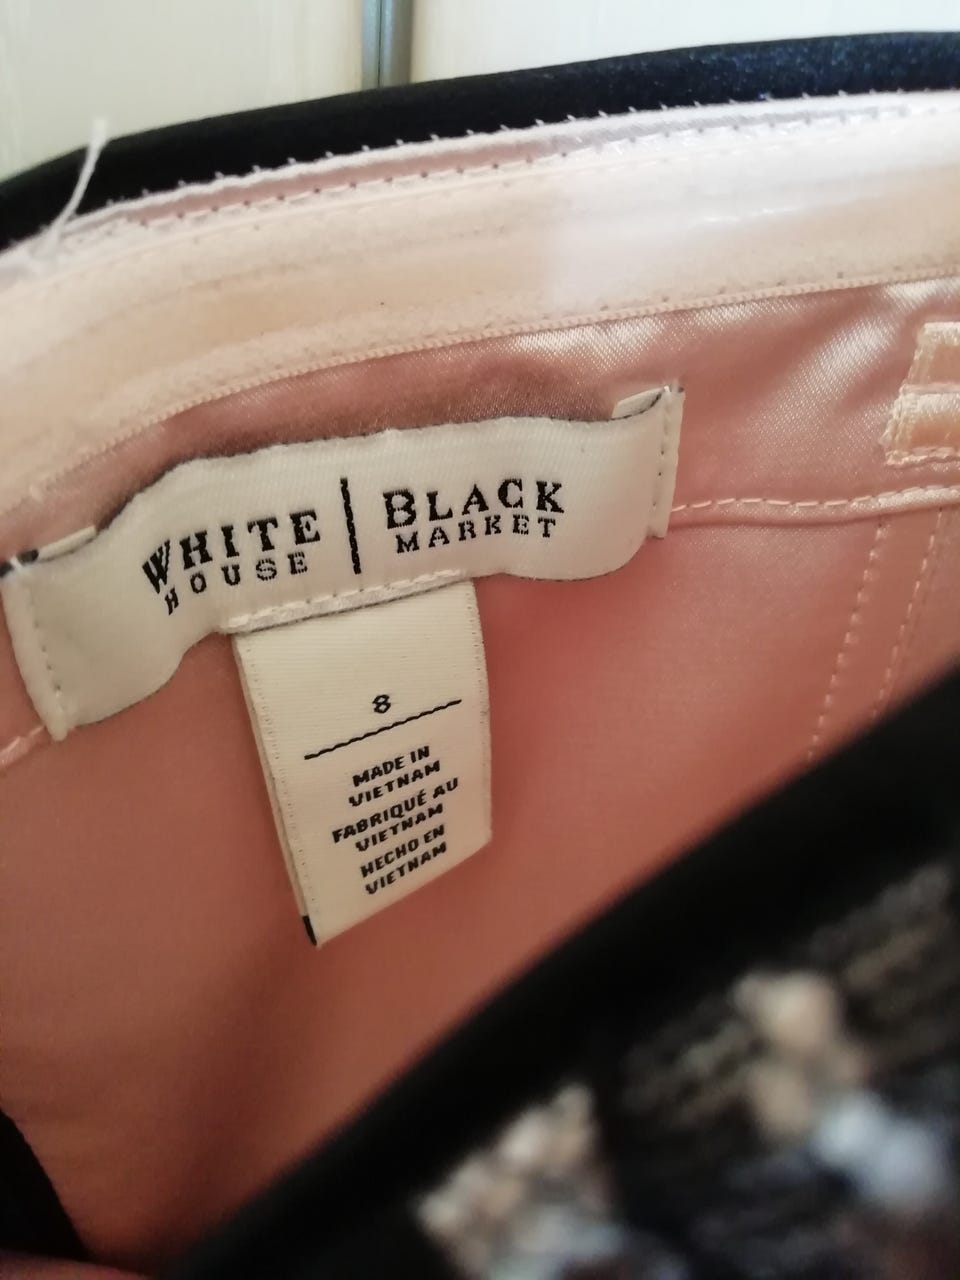 WHITE | BLACK
HOUSE | MARKET
8
MADE IN
VIETNAM
FABRIQUÉ AU
VIETNAM
HECHO EN
VIETNAM